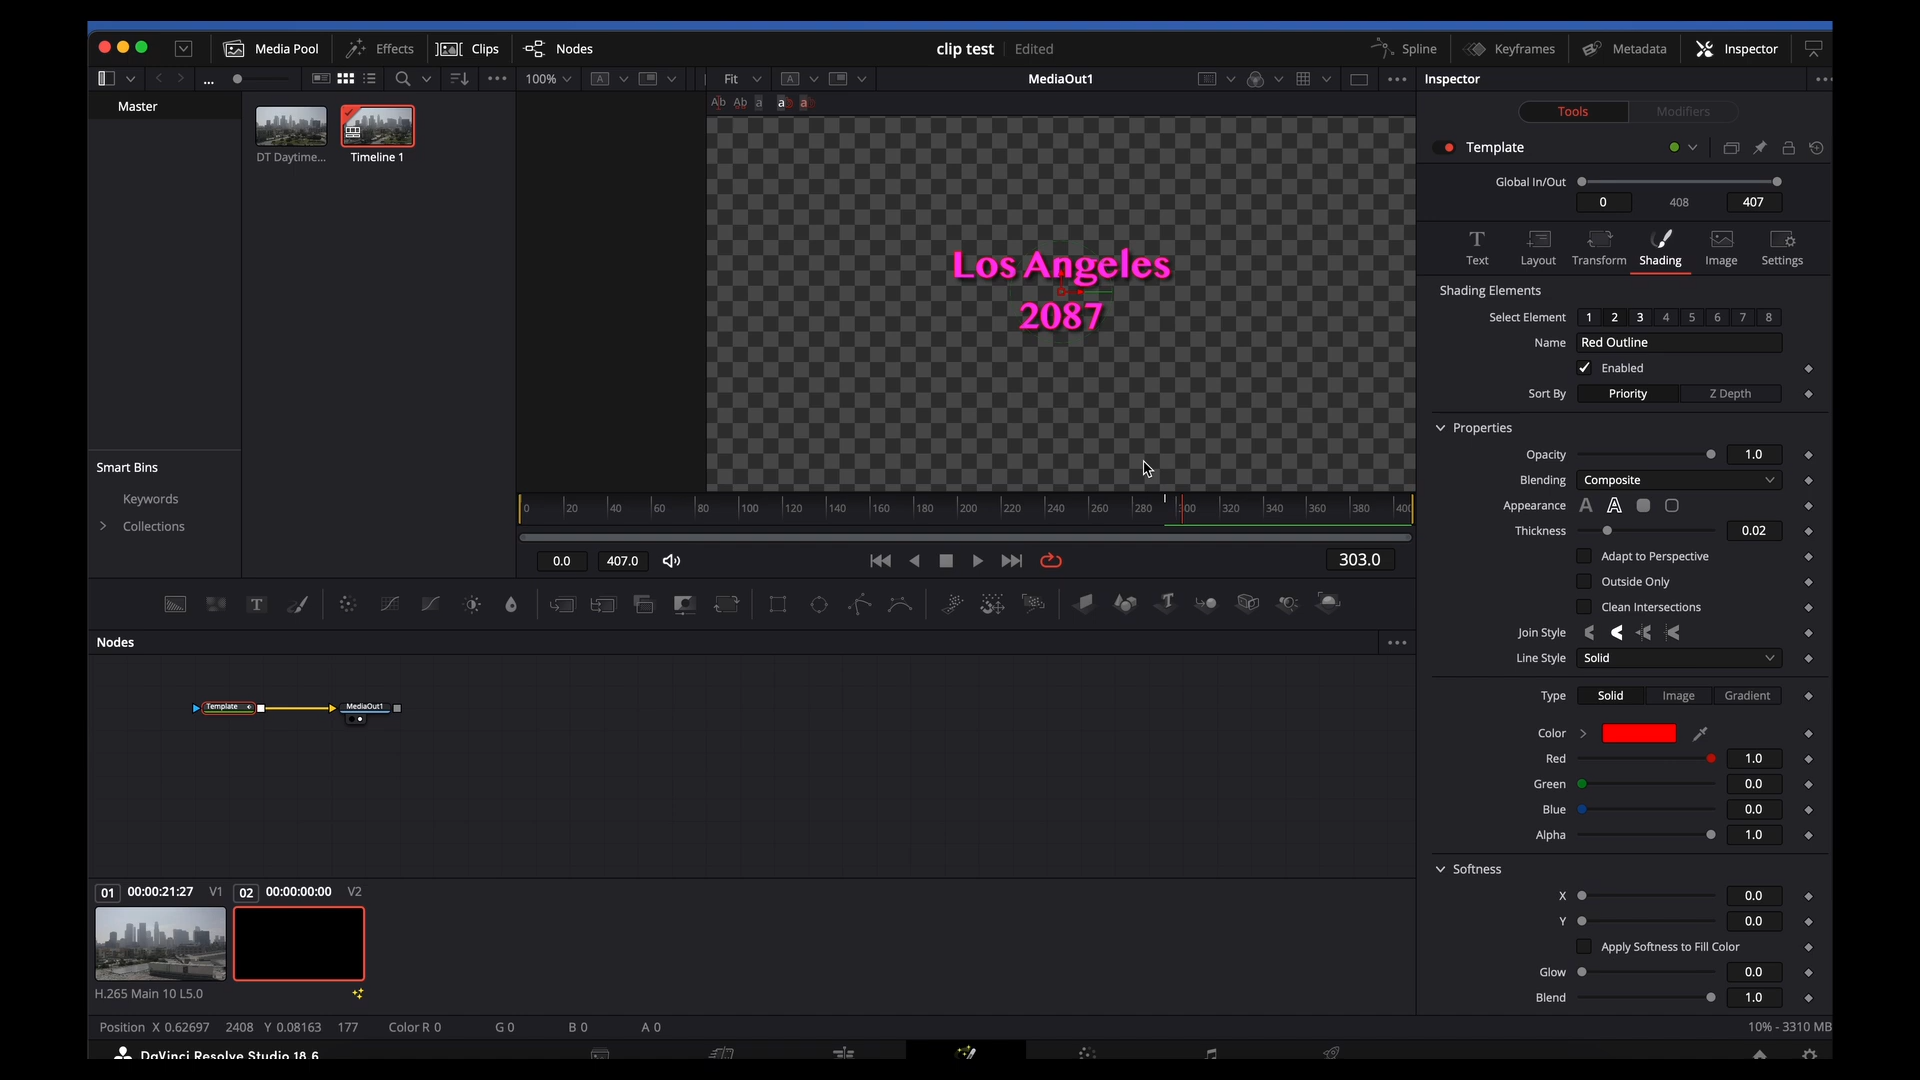 Media Pool Effects Clips Nodes clip test Edited Spline Keyframes Metadata Inspector
... 100% Fit MediaOut1 Inspector
Master
DT Daytime... Timeline 1
Ab Ab a a a
Los Angeles
2087
Tools Modifiers
Template
Global In/Out
0 408 407
Text Layout Transform Shading Image Settings
Shading Elements
Select Element 1 2 3 4 5 6 7 8
Name Red Outline
Enabled
Sort By Priority Z Depth
Properties
Opacity 1.0
Blending Composite
Appearance A A
Thickness 0.02
Adapt to Perspective
Outside Only
Clean Intersections
Join Style
Line Style Solid
Type Solid Image Gradient
Color
Red 1.0
Green 0.0
Blue 0.0
Alpha 1.0
Softness
X 0.0
Y 0.0
Apply Softness to Fill Color
Glow 0.0
Blend 1.0
Smart Bins
Keywords
Collections
0 20 40 60 80 100 120 140 160 180 200 220 240 260 280 300 320 340 360 380 400
0.0 407.0 303.0
Nodes
Template MediaOut1
01 00:00:21:27 V1 02 00:00:00:00 V2
H.265 Main 10 L5.0
Position X 0.62697 2408 Y 0.08163 177 Color R 0 G 0 B 0 A 0 10% - 3310 MB
DaVinci Resolve Studio 18.6